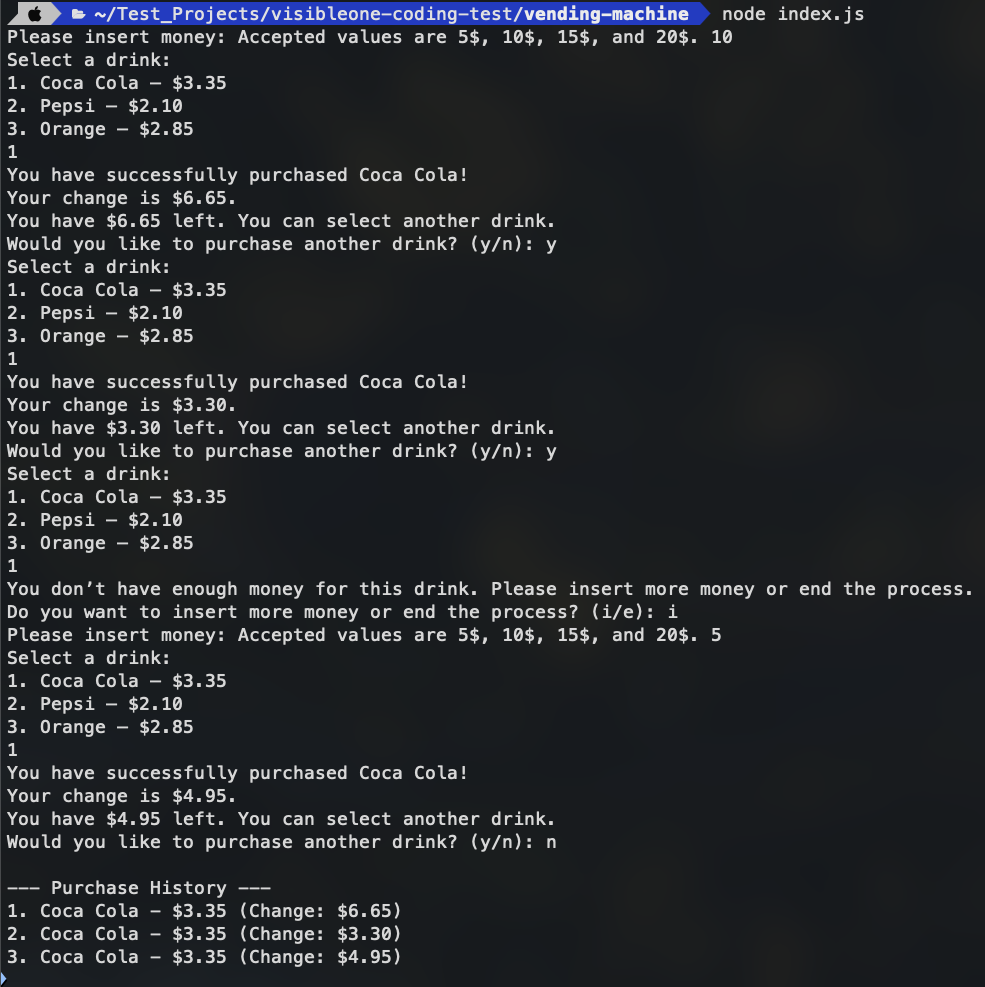 ~/Test_Projects/visibleone-coding-test/vending-machine node index.js
Please insert money: Accepted values are 5$, 10$, 15$, and 20$. 10
Select a drink:
1. Coca Cola – $3.35
2. Pepsi – $2.10
3. Orange – $2.85
1
You have successfully purchased Coca Cola!
Your change is $6.65.
You have $6.65 left. You can select another drink.
Would you like to purchase another drink? (y/n): y
Select a drink:
1. Coca Cola – $3.35
2. Pepsi – $2.10
3. Orange – $2.85
1
You have successfully purchased Coca Cola!
Your change is $3.30.
You have $3.30 left. You can select another drink.
Would you like to purchase another drink? (y/n): y
Select a drink:
1. Coca Cola – $3.35
2. Pepsi – $2.10
3. Orange – $2.85
1
You don’t have enough money for this drink. Please insert more money or end the process.
Do you want to insert more money or end the process? (i/e): i
Please insert money: Accepted values are 5$, 10$, 15$, and 20$. 5
Select a drink:
1. Coca Cola – $3.35
2. Pepsi – $2.10
3. Orange – $2.85
1
You have successfully purchased Coca Cola!
Your change is $4.95.
You have $4.95 left. You can select another drink.
Would you like to purchase another drink? (y/n): n
––– Purchase History –––
1. Coca Cola – $3.35 (Change: $6.65)
2. Coca Cola – $3.35 (Change: $3.30)
3. Coca Cola – $3.35 (Change: $4.95)